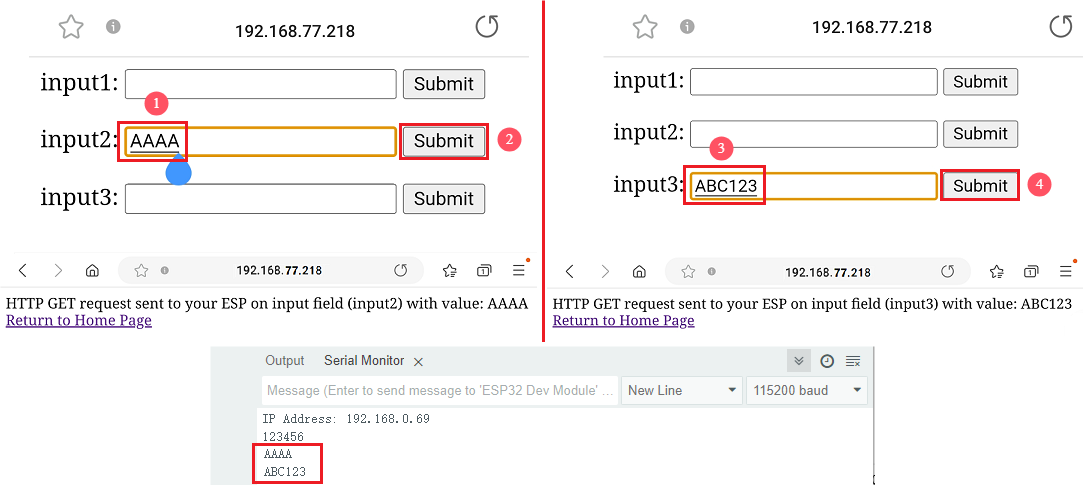 192.168.77.218
input1: Submit
1
input2: AAAA Submit 2
input3: Submit
192.168.77.218
HTTP GET request sent to your ESP on input field (input2) with value: AAAA
Return to Home Page
192.168.77.218
input1: Submit
input2: Submit
3
input3: ABC123 Submit 4
192.168.77.218
HTTP GET request sent to your ESP on input field (input3) with value: ABC123
Return to Home Page
Output Serial Monitor
Message (Enter to send message to 'ESP32 Dev Module' ... New Line 115200 baud
IP Address: 192.168.0.69
123456
AAAA
ABC123